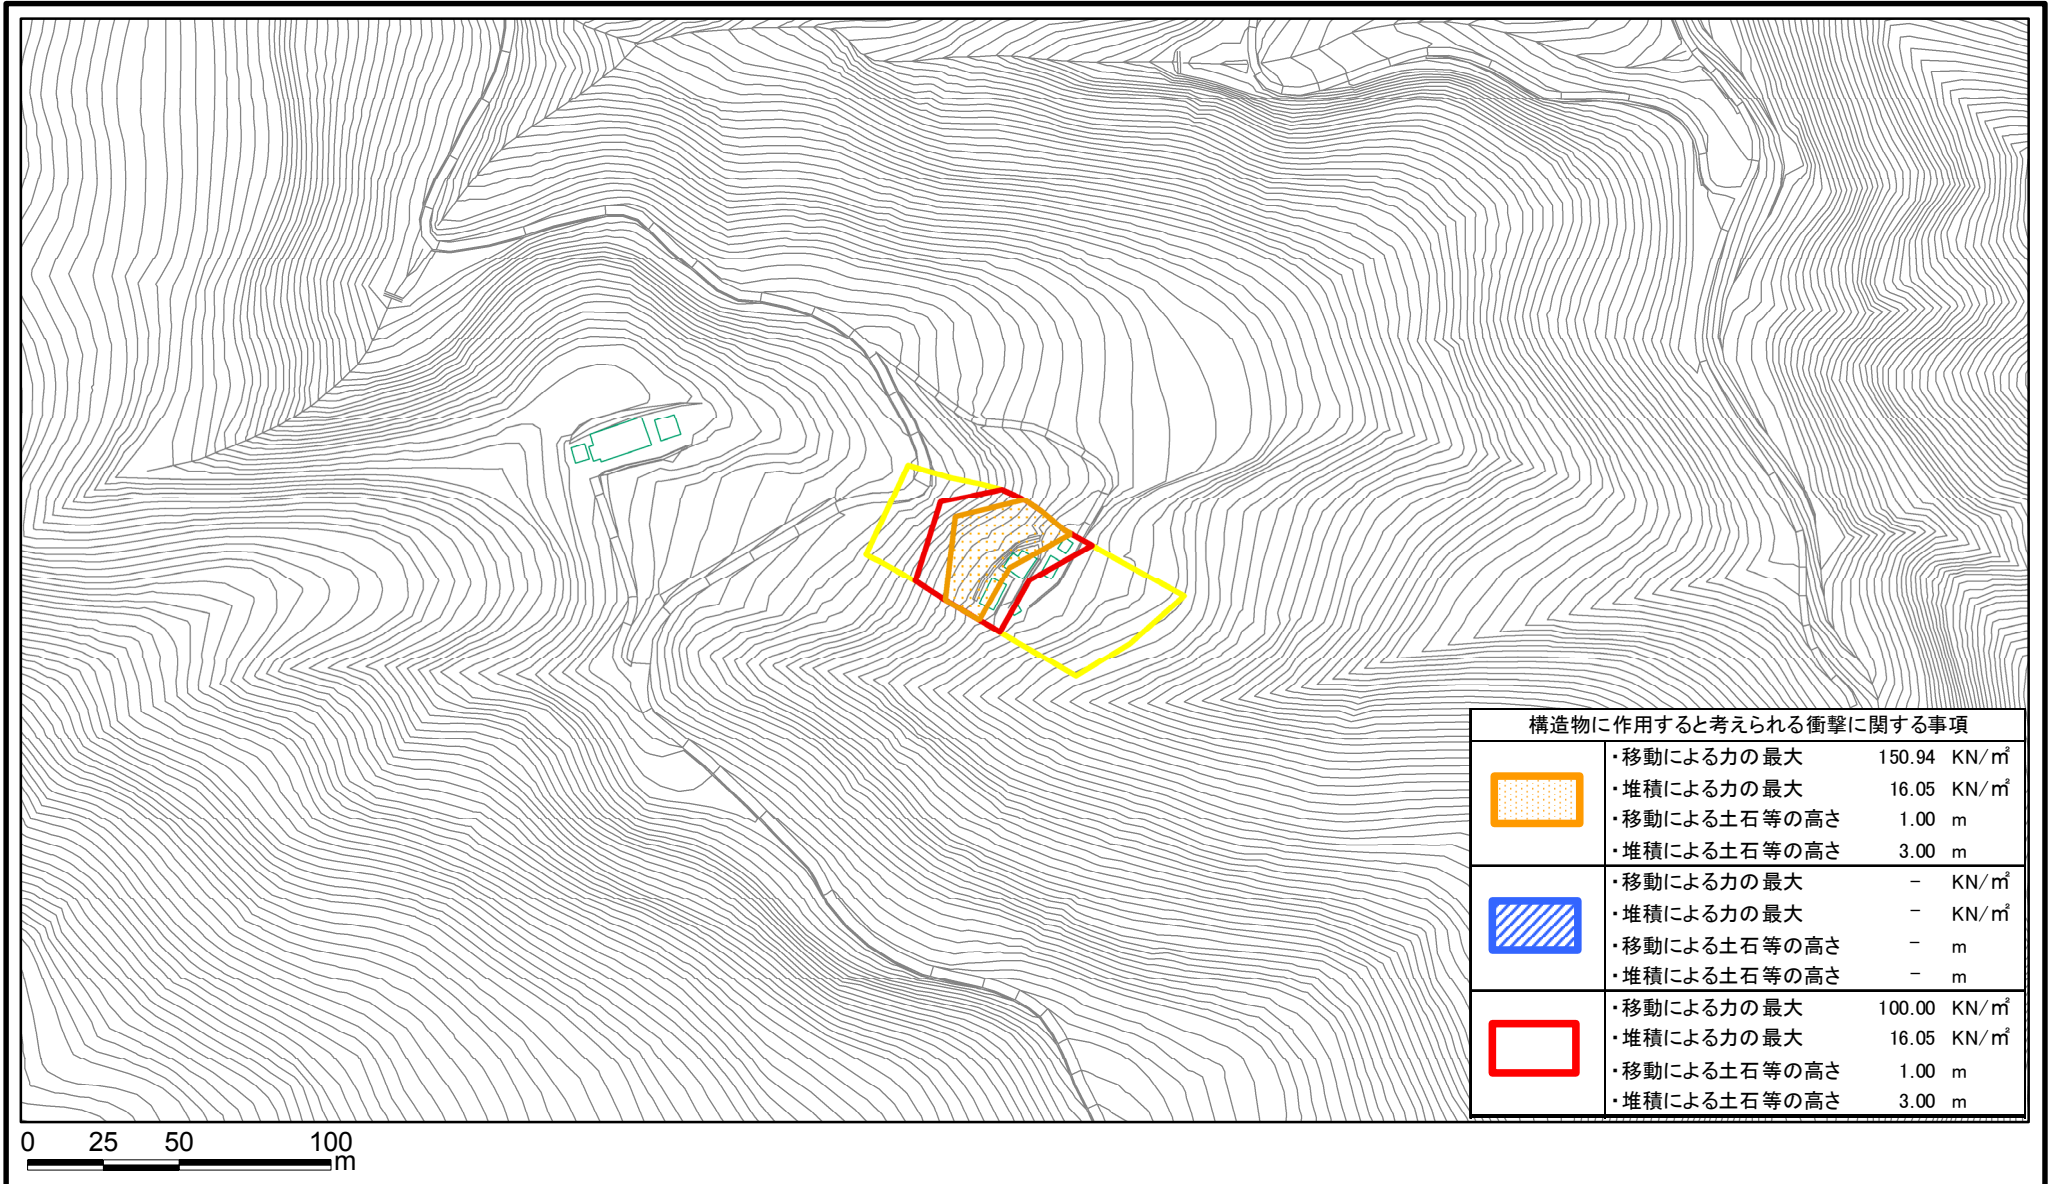 構造物に作用すると考えられる衝撃に関する事項
・移動による力の最大 150.94 KN/㎡
・堆積による力の最大 16.05 KN/㎡
・移動による土石等の高さ 1.00 m
・堆積による土石等の高さ 3.00 m
・移動による力の最大 － KN/㎡
・堆積による力の最大 － KN/㎡
・移動による土石等の高さ － m
・堆積による土石等の高さ － m
・移動による力の最大 100.00 KN/㎡
・堆積による力の最大 16.05 KN/㎡
・移動による土石等の高さ 1.00 m
・堆積による土石等の高さ 3.00 m
0 25 50 100
m